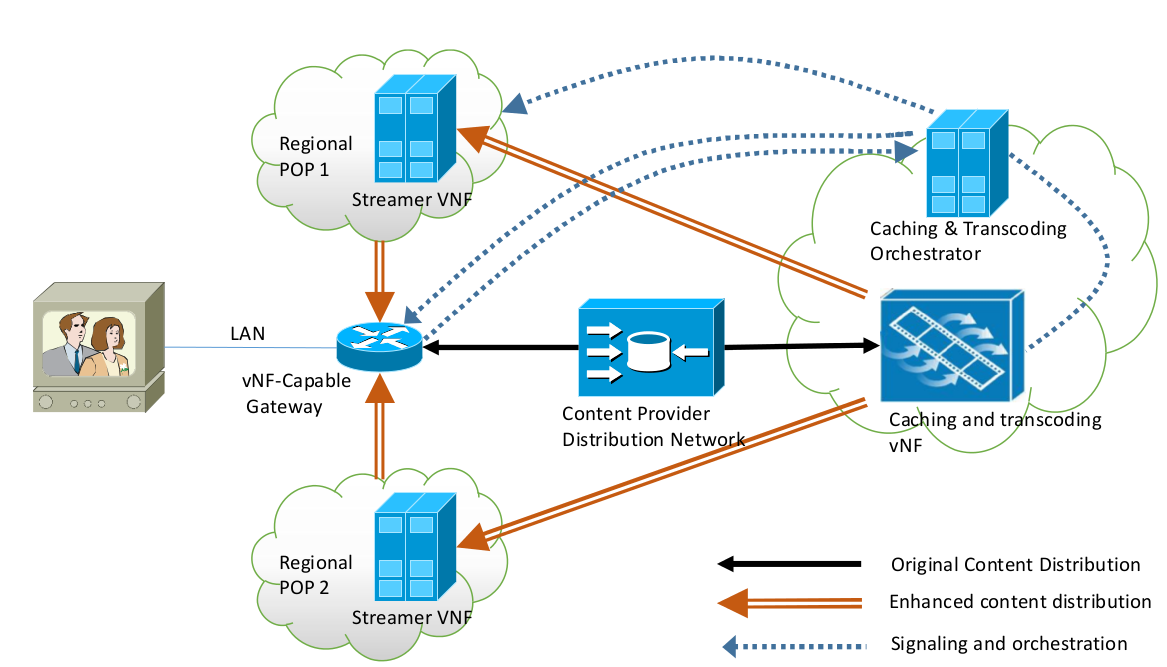 Regional
POP 1
Streamer VNF
Caching & Transcoding
Orchestrator
LAN
vNF-Capable
Gateway
Content Provider
Distribution Network
Caching and transcoding
vNF
Regional
POP 2
Streamer VNF
Original Content Distribution
Enhanced content distribution
Signaling and orchestration